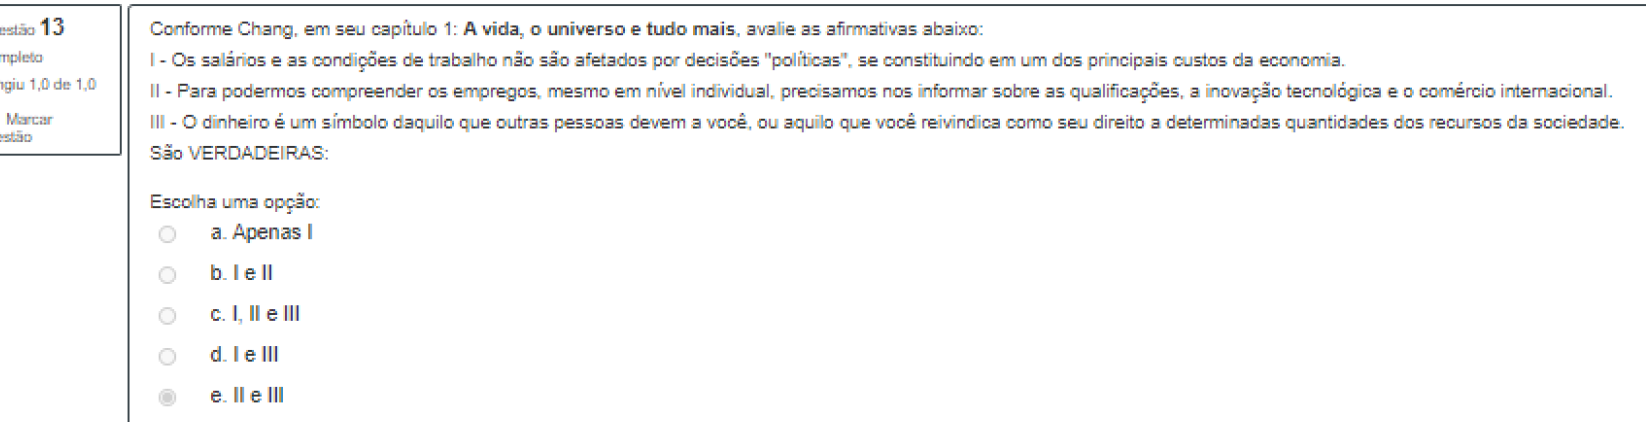 estão 13
mpleto
ngiu 1,0 de 1,0
Marcar
estão
Conforme Chang, em seu capítulo 1: A vida, o universo e tudo mais, avalie as afirmativas abaixo:
I - Os salários e as condições de trabalho não são afetados por decisões "políticas", se constituindo em um dos principais custos da economia.
II - Para podermos compreender os empregos, mesmo em nível individual, precisamos nos informar sobre as qualificações, a inovação tecnológica e o comércio internacional.
III - O dinheiro é um símbolo daquilo que outras pessoas devem a você, ou aquilo que você reivindica como seu direito a determinadas quantidades dos recursos da sociedade.
São VERDADEIRAS:
Escolha uma opção:
a. Apenas I
b. I e II
c. I, II e III
d. I e III
e. II e III